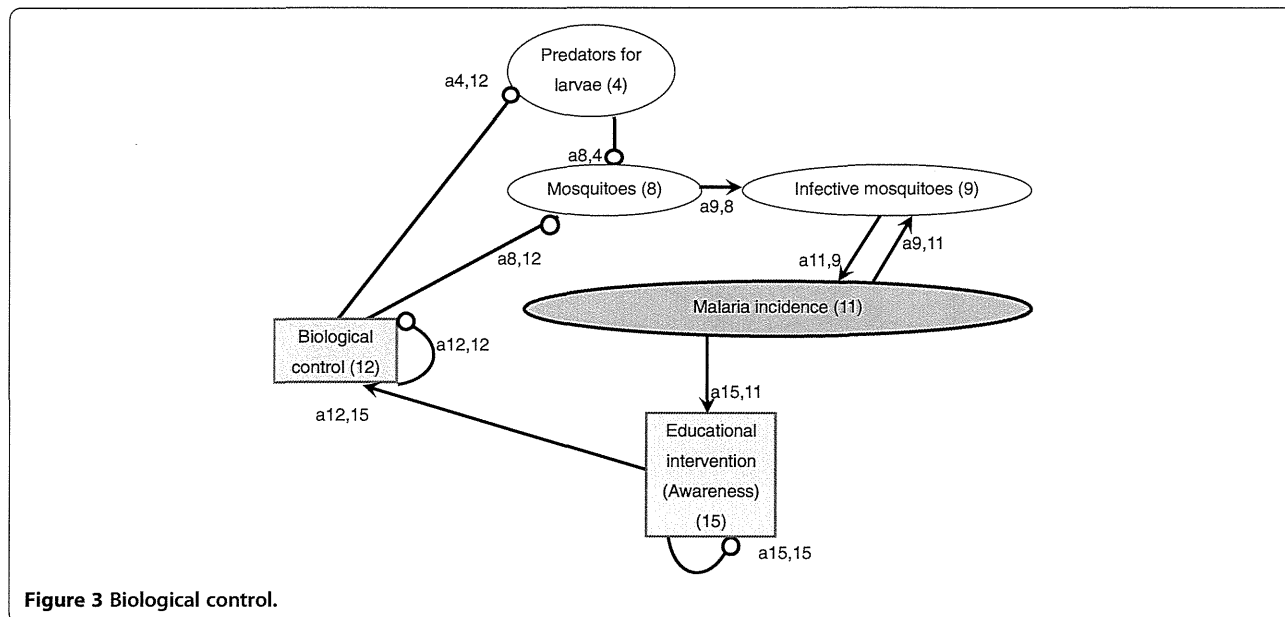 Predators for
larvae (4)
a4,12
a8,4
Mosquitoes (8)
Infective mosquitoes (9)
a9,8
a9,11
a8,12
a11,9
Malaria incidence (11)
Biological
control (12)
a12,12
a15,11
a12,15
Educational
intervention
(Awareness)
(15)
a15,15
Figure 3 Biological control.